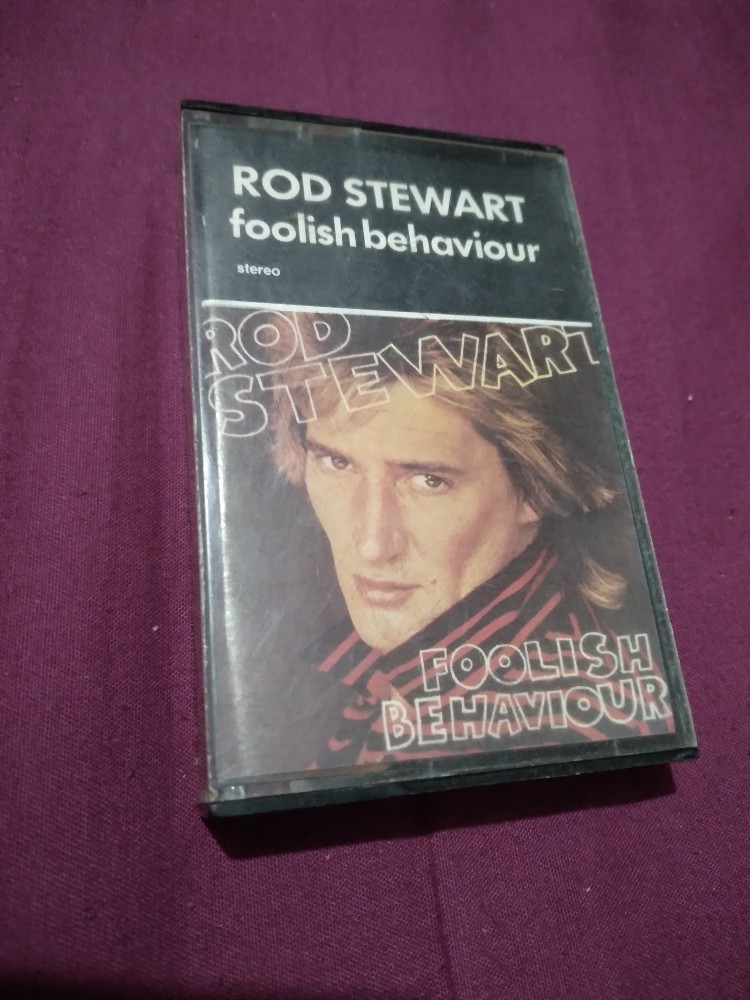 ROD STEWART
foolish behaviour
stereo
ROD
STEWART
FOOLISH
BEHAVIOUR